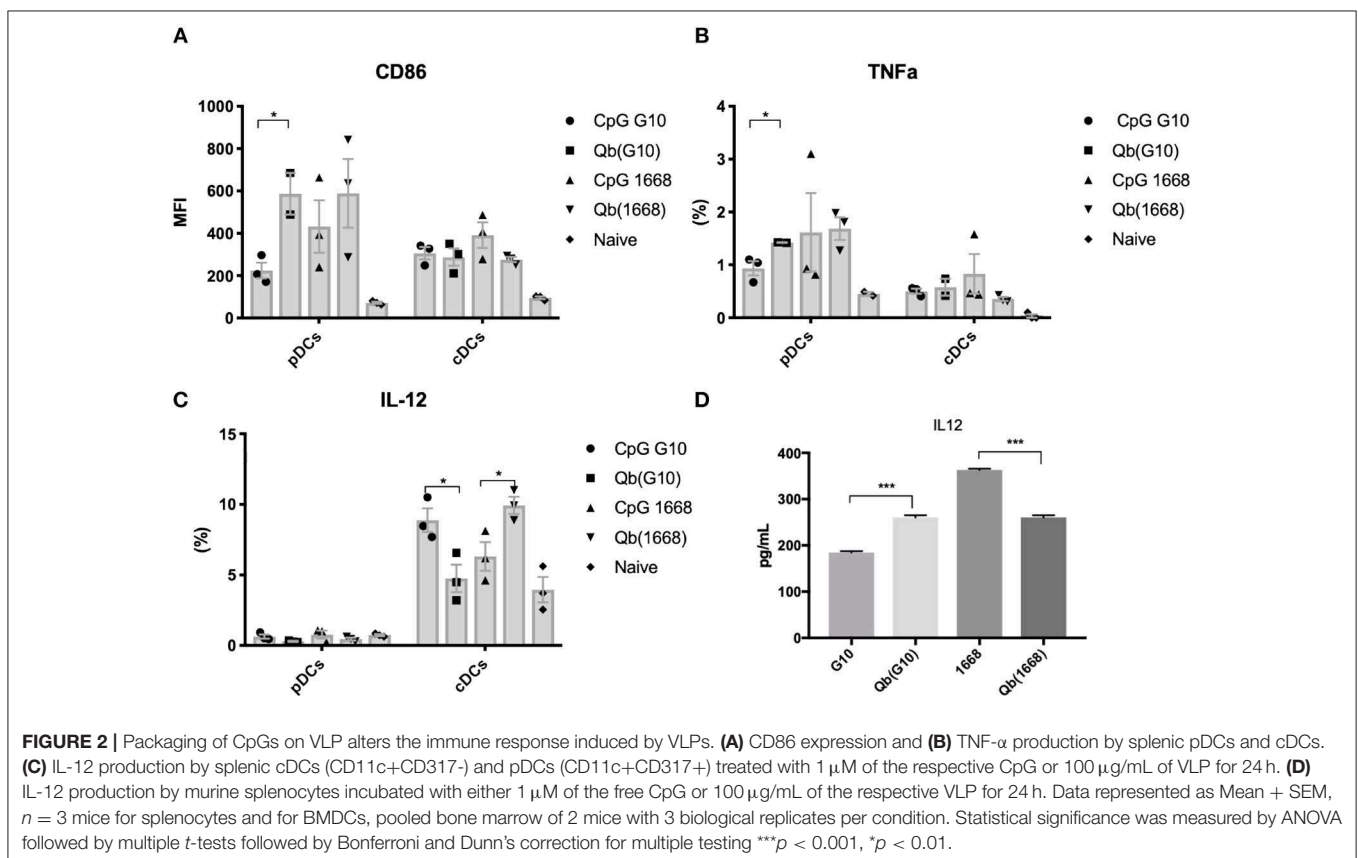 A
CD86
1000
800
600
400
200
0
MFI
*
pDCs
cDCs
CpG G10
Qb(G10)
CpG 1668
Qb(1668)
Naive
B
TNFa
4
3
2
1
0
(%)
*
pDCs
cDCs
CpG G10
Qb(G10)
CpG 1668
Qb(1668)
Naive
C
IL-12
15
10
5
0
(%)
*
*
pDCs
cDCs
CpG G10
Qb(G10)
CpG 1668
Qb(1668)
Naive
D
IL12
400
300
200
100
0
pg/mL
***
***
G10
Qb(G10)
1668
Qb(1668)
FIGURE 2 | Packaging of CpGs on VLP alters the immune response induced by VLPs. (A) CD86 expression and (B) TNF-α production by splenic pDCs and cDCs.
(C) IL-12 production by splenic cDCs (CD11c+CD317-) and pDCs (CD11c+CD317+) treated with 1 μM of the respective CpG or 100 μg/mL of VLP for 24 h. (D)
IL-12 production by murine splenocytes incubated with either 1 μM of the free CpG or 100 μg/mL of the respective VLP for 24 h. Data represented as Mean + SEM,
n = 3 mice for splenocytes and for BMDCs, pooled bone marrow of 2 mice with 3 biological replicates per condition. Statistical significance was measured by ANOVA
followed by multiple t-tests followed by Bonferroni and Dunn's correction for multiple testing ***p < 0.001, *p < 0.01.